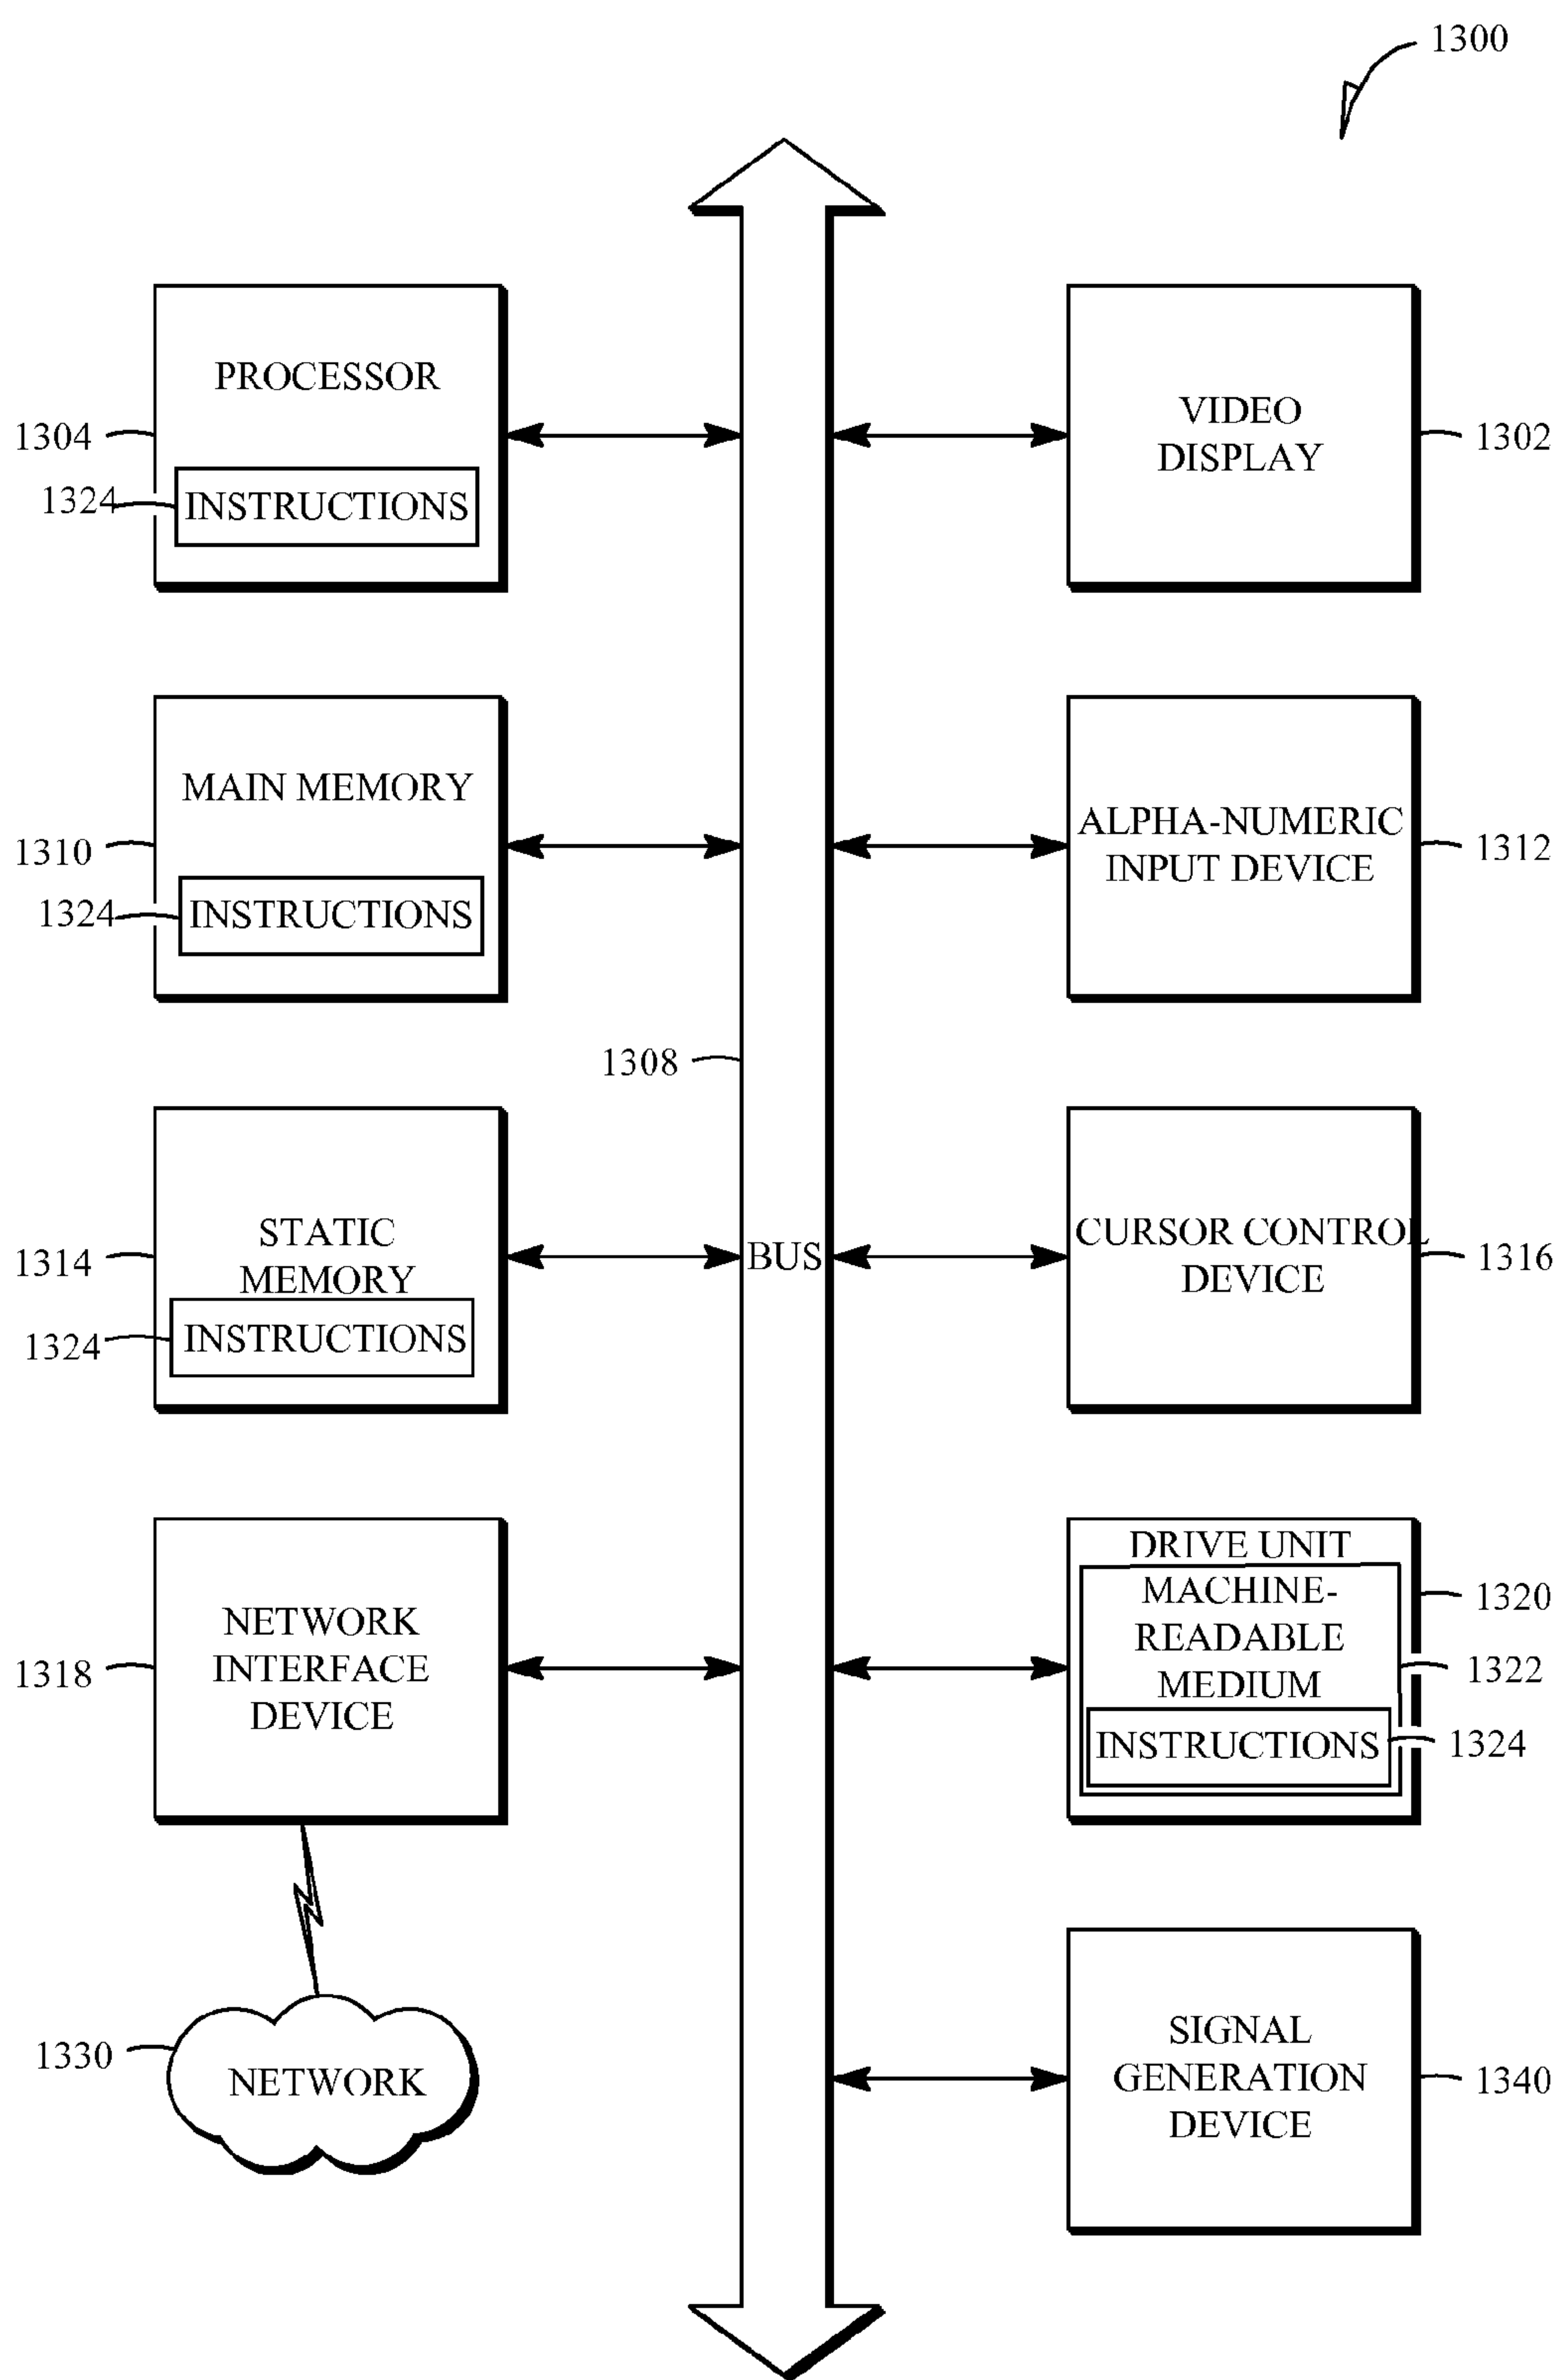 1300
PROCESSOR
1304
1324
INSTRUCTIONS
VIDEO
DISPLAY
1302
MAIN MEMORY
1310
1324
INSTRUCTIONS
ALPHA-NUMERIC
INPUT DEVICE
1312
1308
BUS
STATIC
MEMORY
1314
1324
INSTRUCTIONS
CURSOR CONTROL
DEVICE
1316
NETWORK
INTERFACE
DEVICE
1318
DRIVE UNIT
1320
MACHINE-
READABLE
MEDIUM
1322
INSTRUCTIONS
1324
1330
NETWORK
SIGNAL
GENERATION
DEVICE
1340